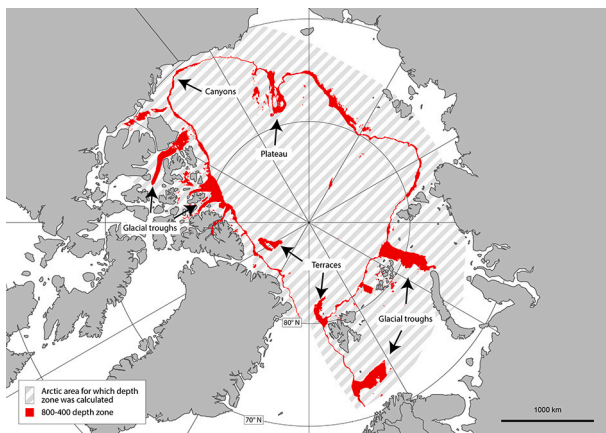 Canyons
Plateau
Glacial troughs
Terraces
Glacial troughs
80° N
70° N
Arctic area for which depth
zone was calculated
800-400 depth zone
1000 km